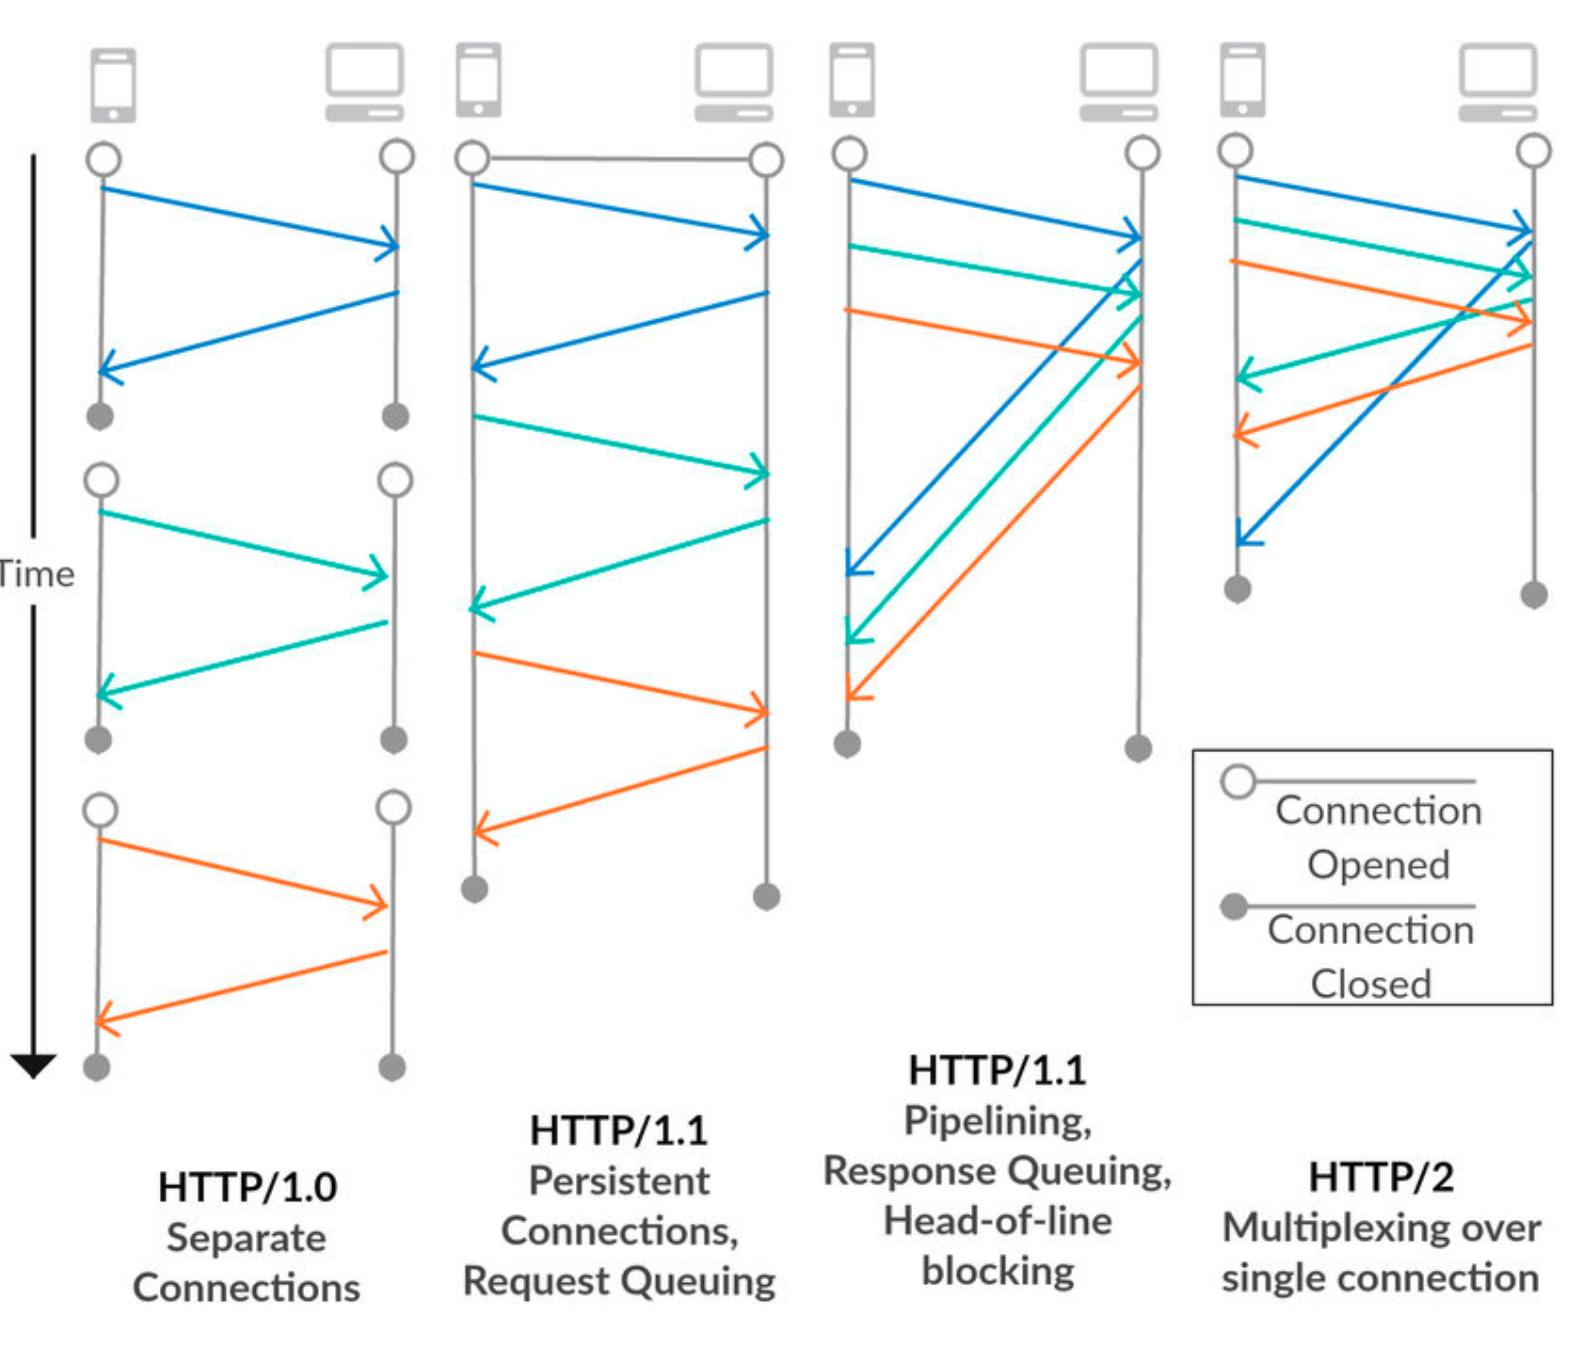 Time
Connection
Opened
Connection
Closed
HTTP/1.0
Separate
Connections
HTTP/1.1
Persistent
Connections,
Request Queuing
HTTP/1.1
Pipelining,
Response Queuing,
Head-of-line
blocking
HTTP/2
Multiplexing over
single connection